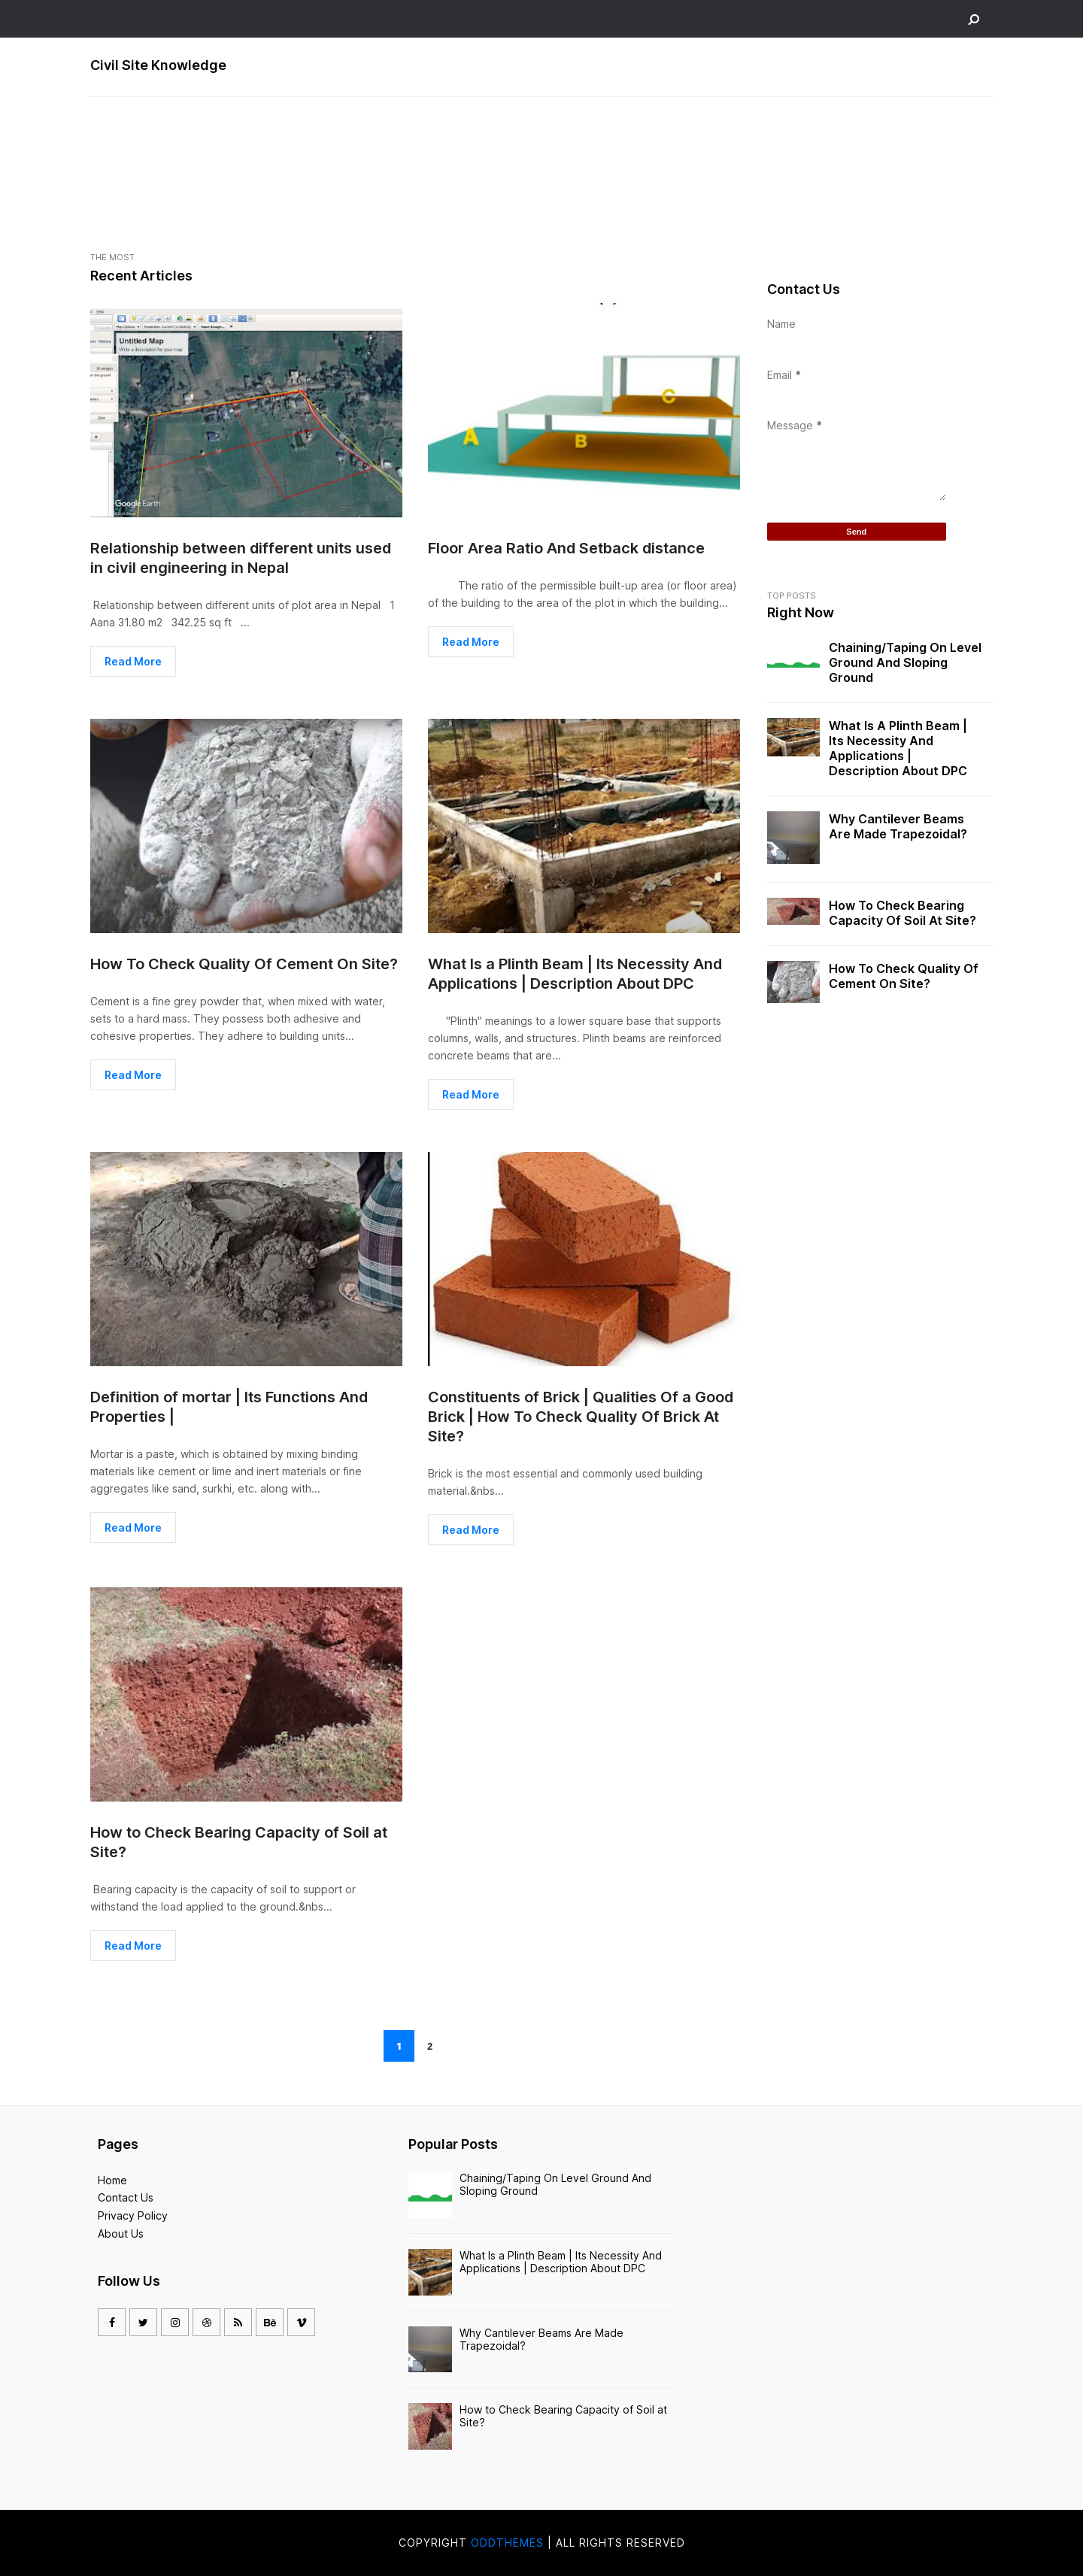 Civil Site Knowledge
THE MOST
Recent Articles
Untitled Map
Write a description for your map.
Google Earth
Relationship between different units used
in civil engineering in Nepal
Relationship between different units of plot area in Nepal 1
Aana 31.80 m2 342.25 sq ft ...
Read More
A
B
C
Floor Area Ratio And Setback distance
The ratio of the permissible built-up area (or floor area)
of the building to the area of the plot in which the building...
Read More
How To Check Quality Of Cement On Site?
Cement is a fine grey powder that, when mixed with water,
sets to a hard mass. They possess both adhesive and
cohesive properties. They adhere to building units...
Read More
What Is a Plinth Beam | Its Necessity And
Applications | Description About DPC
"Plinth" meanings to a lower square base that supports
columns, walls, and structures. Plinth beams are reinforced
concrete beams that are...
Read More
Definition of mortar | Its Functions And
Properties |
Mortar is a paste, which is obtained by mixing binding
materials like cement or lime and inert materials or fine
aggregates like sand, surkhi, etc. along with...
Read More
Constituents of Brick | Qualities Of a Good
Brick | How To Check Quality Of Brick At
Site?
Brick is the most essential and commonly used building
material.&nbs...
Read More
How to Check Bearing Capacity of Soil at
Site?
Bearing capacity is the capacity of soil to support or
withstand the load applied to the ground.&nbs...
Read More
1
2
Contact Us
Name
Email *
Message *
Send
TOP POSTS
Right Now
Chaining/Taping On Level
Ground And Sloping
Ground
What Is A Plinth Beam |
Its Necessity And
Applications |
Description About DPC
Why Cantilever Beams
Are Made Trapezoidal?
How To Check Bearing
Capacity Of Soil At Site?
How To Check Quality Of
Cement On Site?
Pages
Home
Contact Us
Privacy Policy
About Us
Follow Us
Popular Posts
Chaining/Taping On Level Ground And
Sloping Ground
What Is a Plinth Beam | Its Necessity And
Applications | Description About DPC
Why Cantilever Beams Are Made
Trapezoidal?
How to Check Bearing Capacity of Soil at
Site?
COPYRIGHT ODDTHEMES | ALL RIGHTS RESERVED